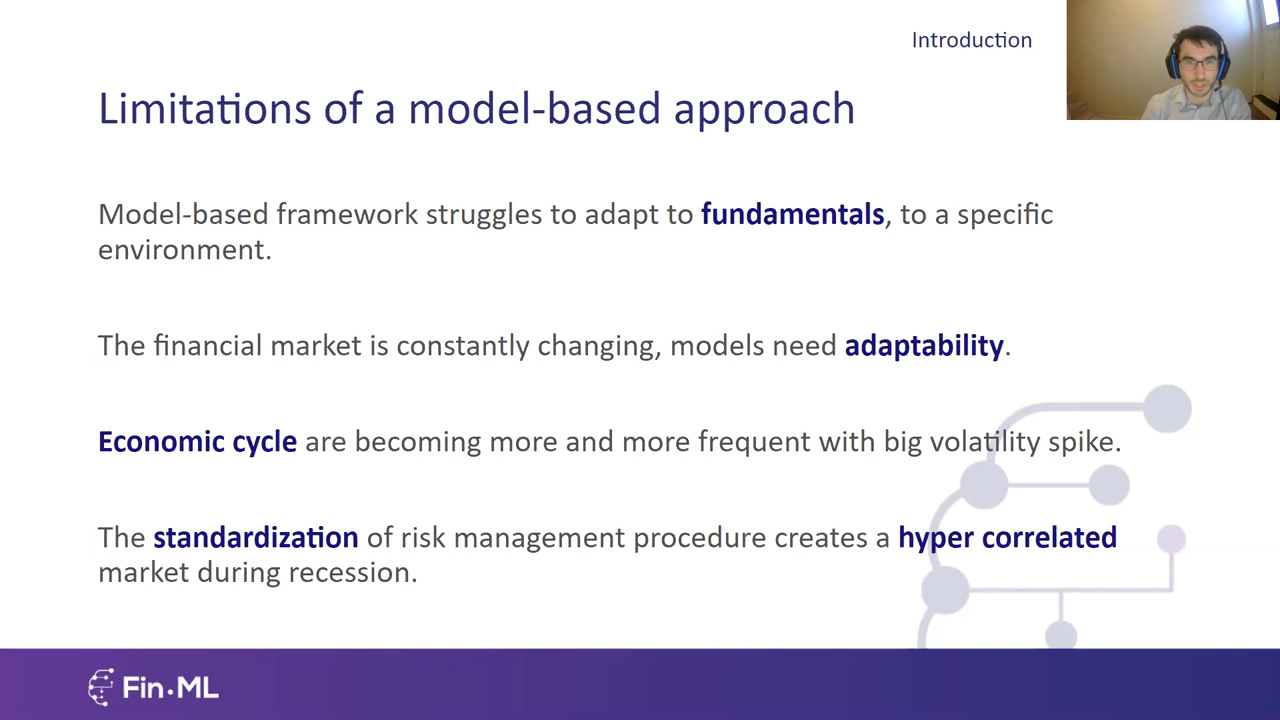 Introduction
Limitations of a model-based approach
Model-based framework struggles to adapt to fundamentals, to a specific
environment.
The financial market is constantly changing, models need adaptability.
Economic cycle are becoming more and more frequent with big volatility spike.
The standardization of risk management procedure creates a hyper correlated
market during recession.
Fin·ML